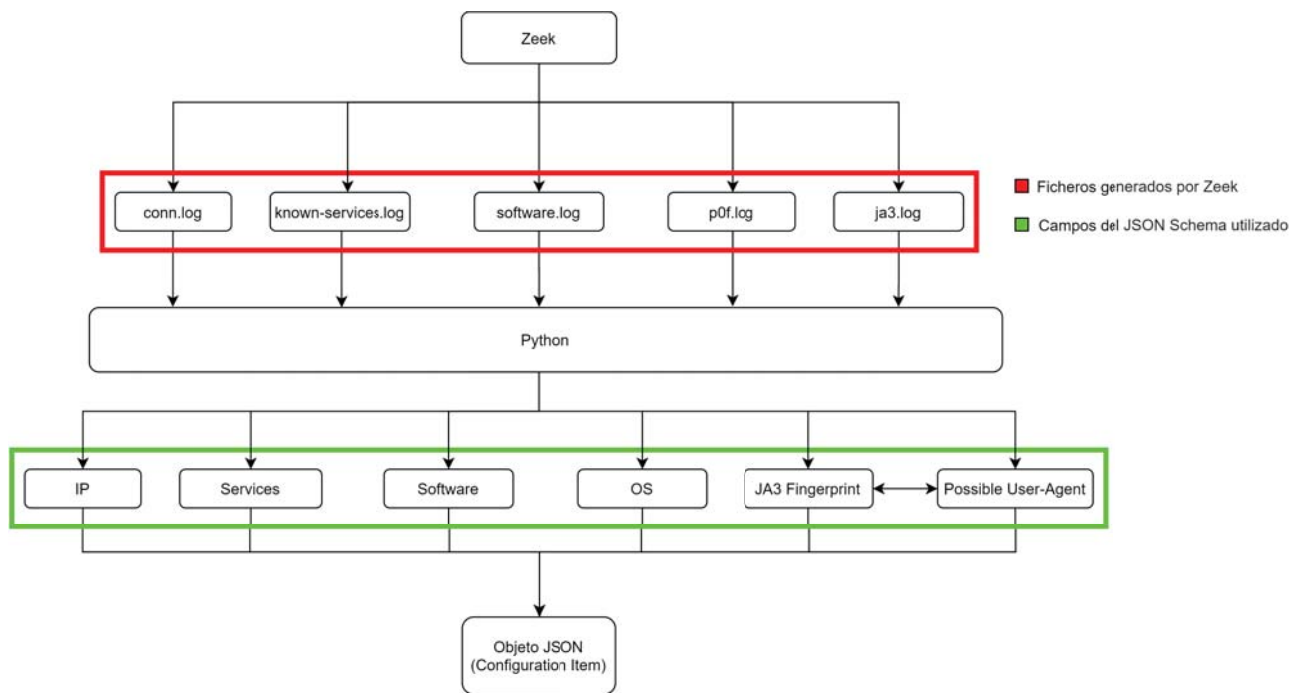 Zeek
conn.log
known-services.log
software.log
p0f.log
ja3.log
Ficheros generados por Zeek
Campos del JSON Schema utilizado
Python
IP
Services
Software
OS
JA3 Fingerprint
Possible User-Agent
Objeto JSON
(Configuration Item)